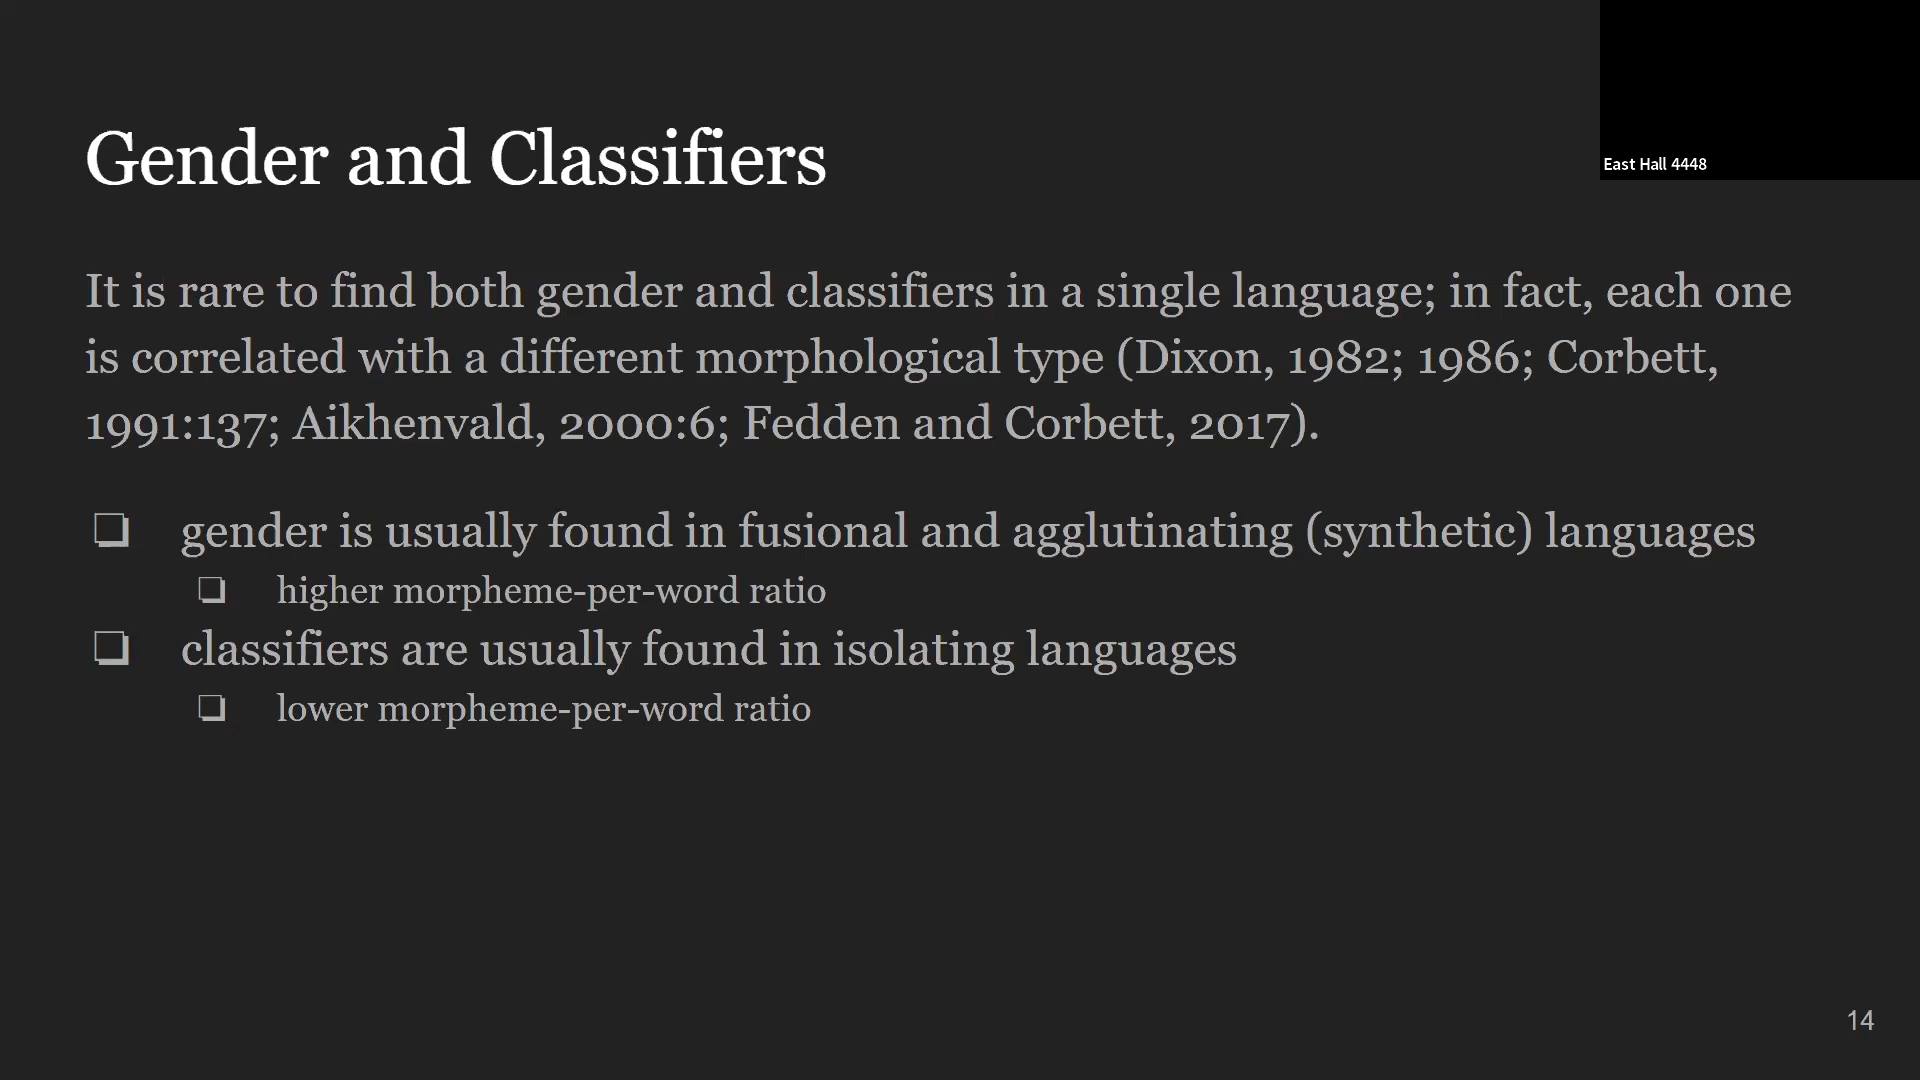 East Hall 4448
Gender and Classifiers
It is rare to find both gender and classifiers in a single language; in fact, each one
is correlated with a different morphological type (Dixon, 1982; 1986; Corbett,
1991:137; Aikhenvald, 2000:6; Fedden and Corbett, 2017).
❏ gender is usually found in fusional and agglutinating (synthetic) languages
❏ higher morpheme-per-word ratio
❏ classifiers are usually found in isolating languages
❏ lower morpheme-per-word ratio
14